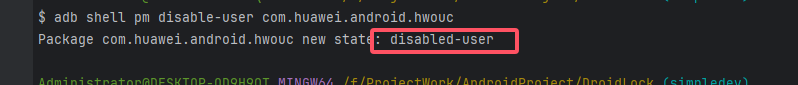 $ adb shell pm disable-user com.huawei.android.hwouc
Package com.huawei.android.hwouc new state: disabled-user
Administrator@DESKTOP-QD9H9QT MINGW64 /f/ProjectWork/AndroidProject/DroidLock (simpledev)